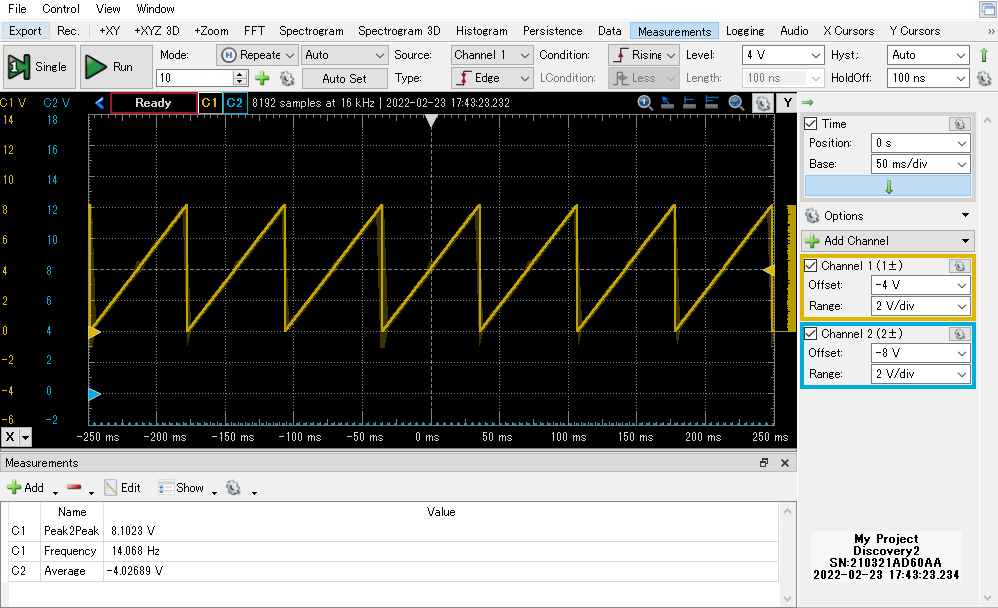 File Control View Window
Export Rec. +XY +XYZ 3D +Zoom FFT Spectrogram Spectrogram 3D Histogram Persistence Data Measurements Logging Audio X Cursors Y Cursors »
Single Run Mode: Repeate Auto Source: Channel 1 Condition: Rising Level: 4 V Hyst.: Auto
10 Auto Set Type: Edge LCondition: Less Length: 100 ns HoldOff: 100 ns
C1 V C2 V Ready C1 C2 8192 samples at 16 kHz | 2022-02-23 17:43:23.232 Y
14 18
12 16
10 14
8 12
6 10
4 8
2 6
0 4
-2 2
-4 0
-6 -2
X -250 ms -200 ms -150 ms -100 ms -50 ms 0 ms 50 ms 100 ms 150 ms 200 ms 250 ms
Time
Position: 0 s
Base: 50 ms/div
Options
Add Channel
Channel 1 (1±)
Offset: -4 V
Range: 2 V/div
Channel 2 (2±)
Offset: -8 V
Range: 2 V/div
Measurements
Add Edit Show
Name Value
C1 Peak2Peak 8.1023 V
C1 Frequency 14.068 Hz
C2 Average -4.02689 V
My Project
Discovery2
SN:210321AD60AA
2022-02-23 17:43:23.234